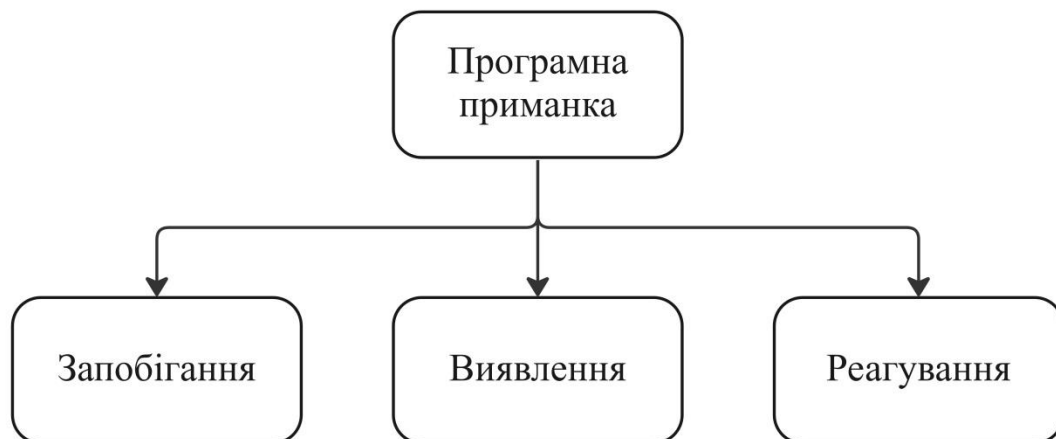 Програмна
приманка
Запобігання
Виявлення
Реагування